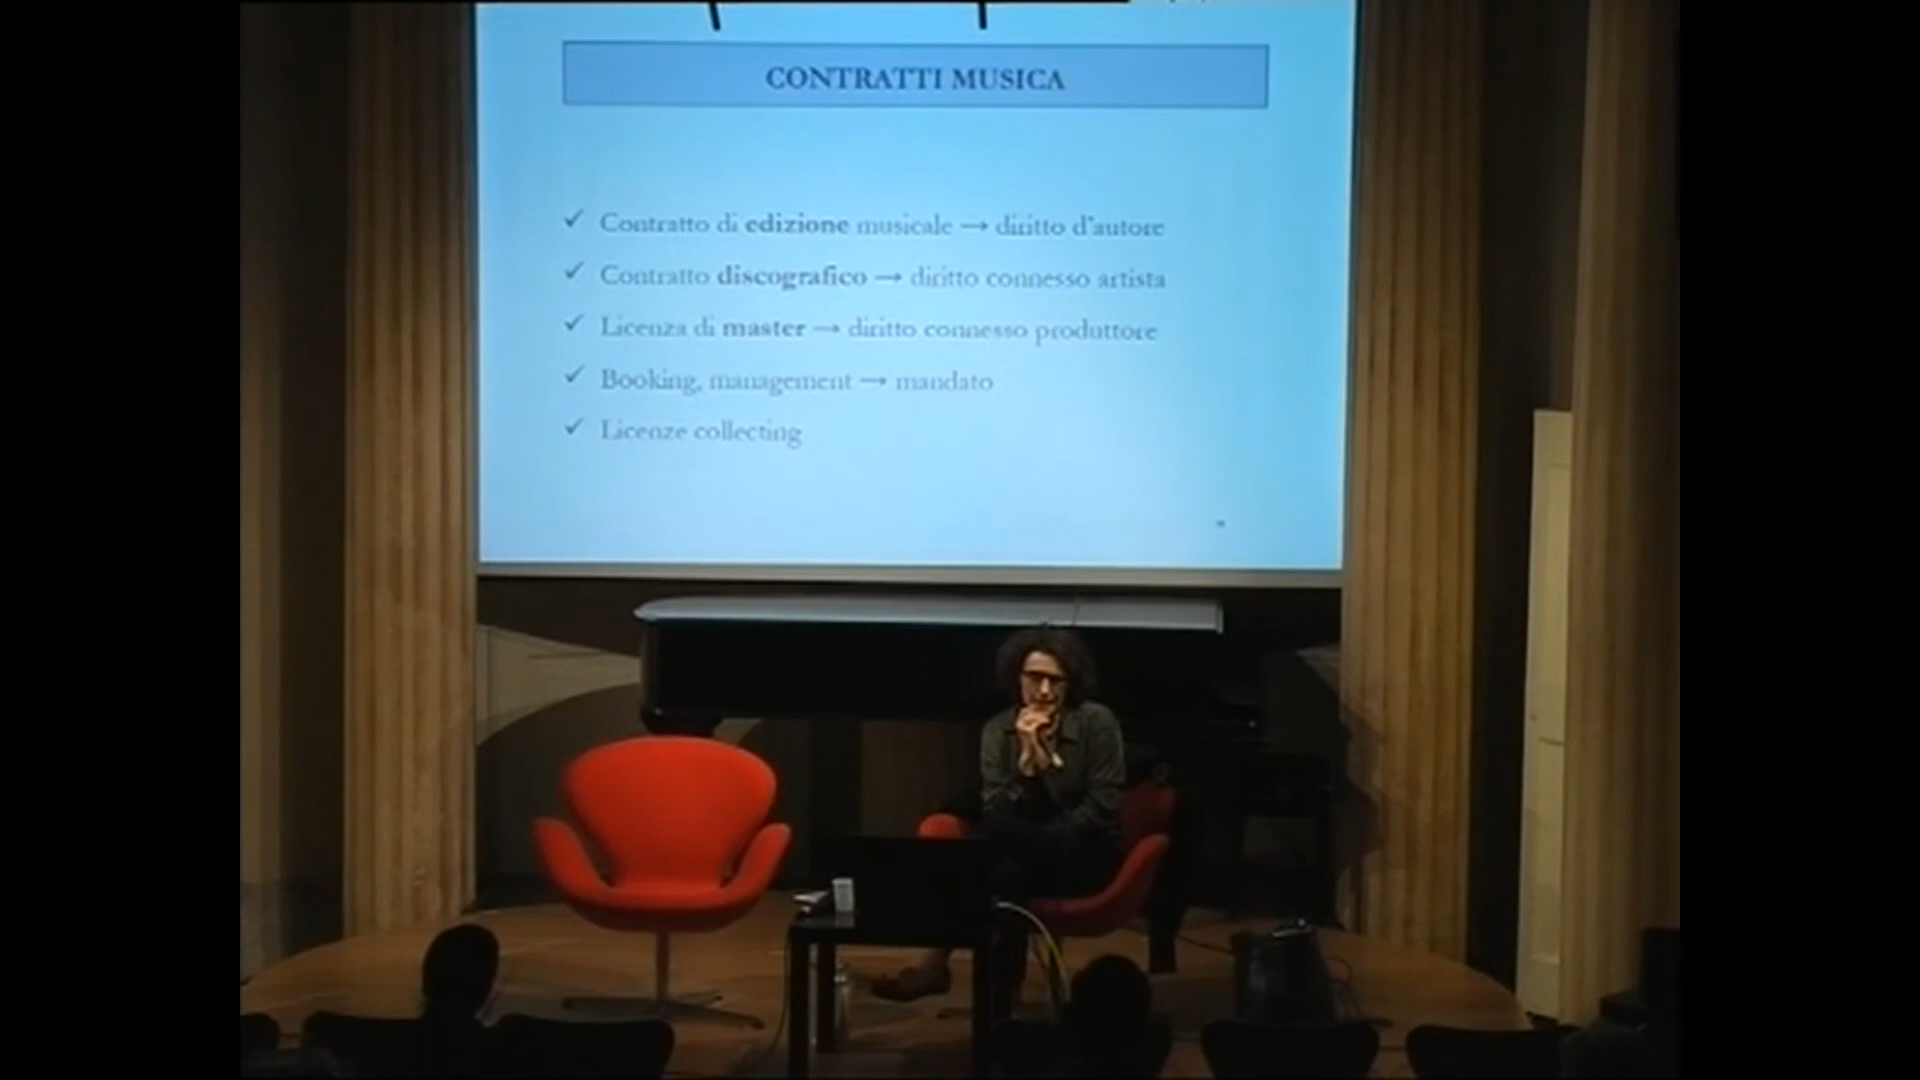 CONTRATTI MUSICA
✓ Contratto di edizione musicale → diritto d'autore
✓ Contratto discografico → diritto connesso artista
✓ Licenza di master → diritto connesso produttore
✓ Booking, management → mandato
✓ Licenze collecting